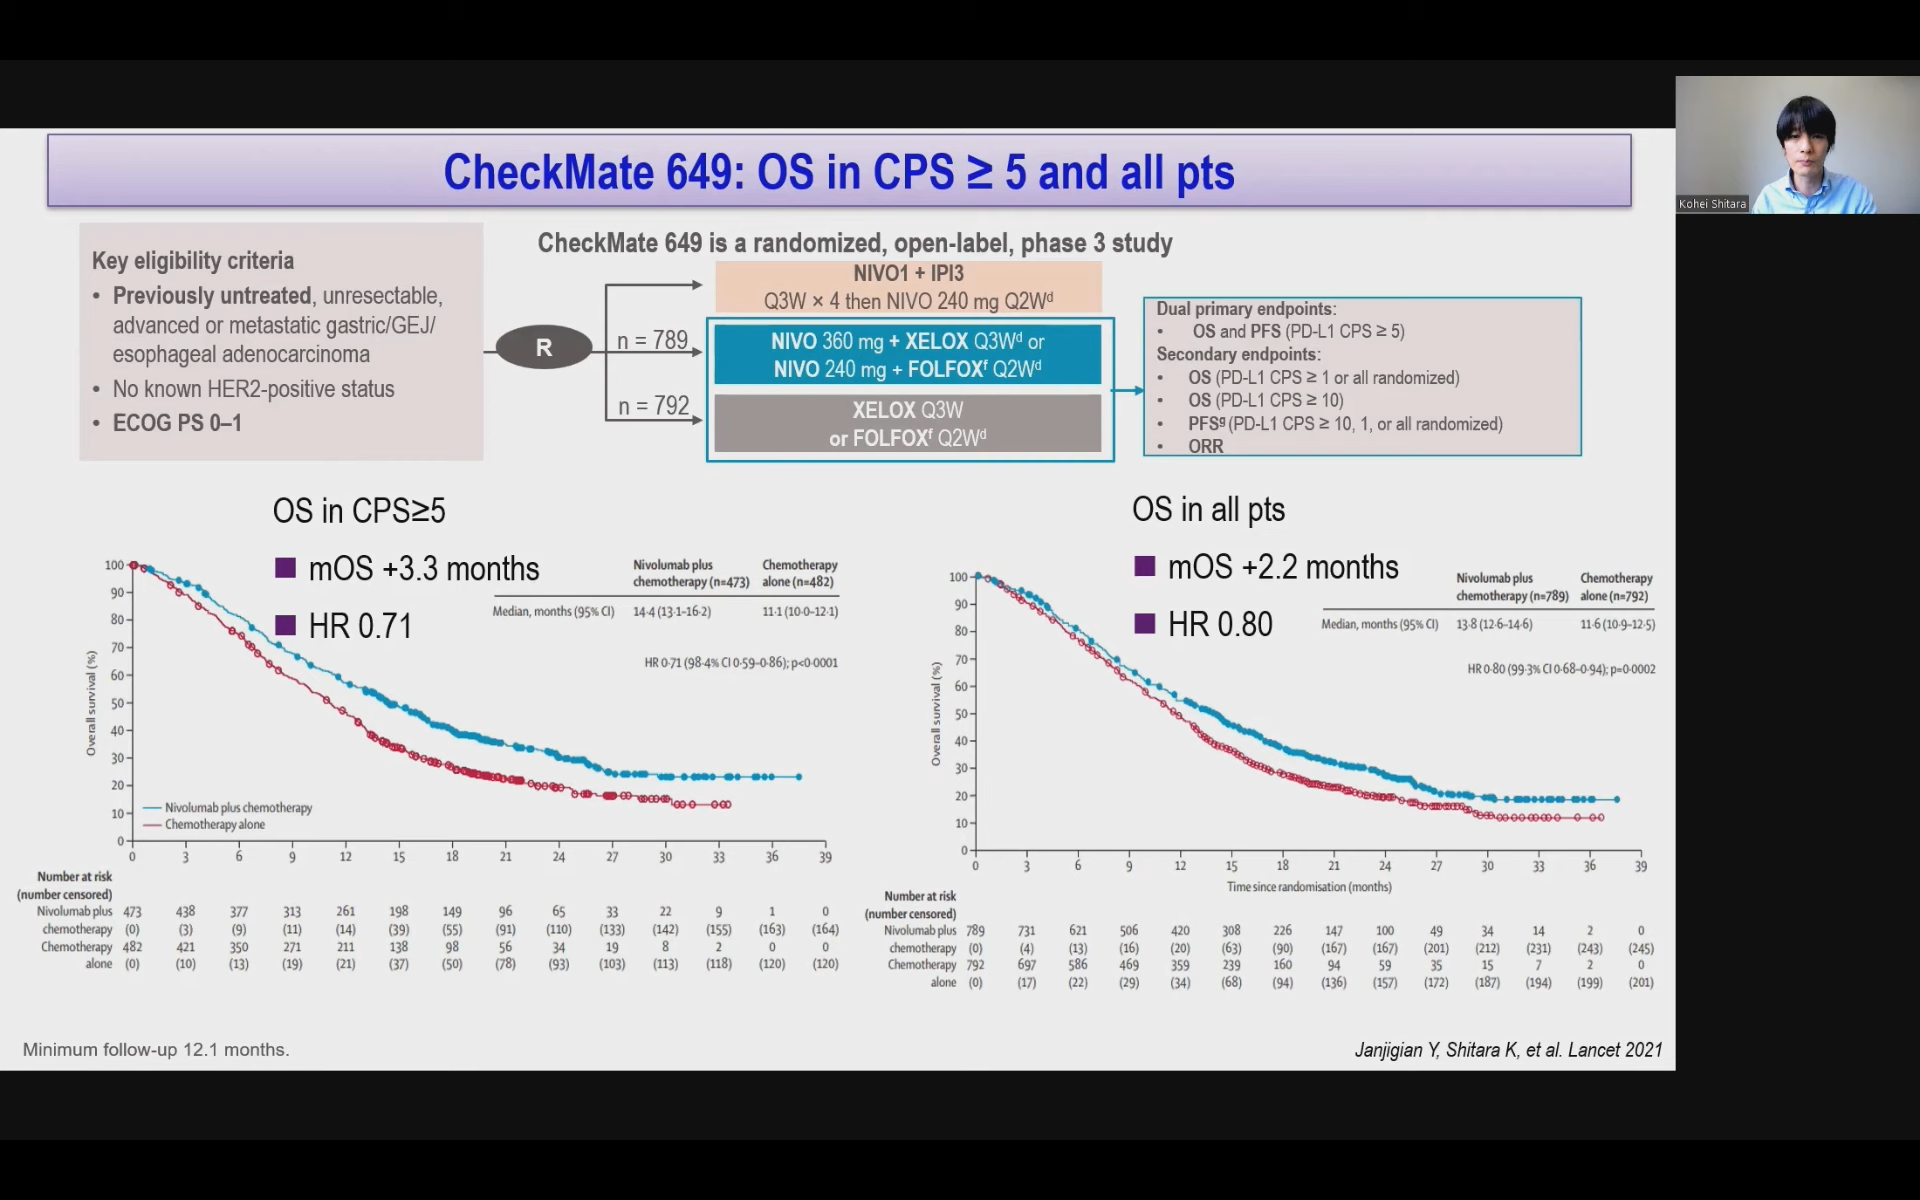 CheckMate 649: OS in CPS ≥ 5 and all pts
Kohei Shitara
Key eligibility criteria
• Previously untreated, unresectable,
advanced or metastatic gastric/GEJ/
esophageal adenocarcinoma
• No known HER2-positive status
• ECOG PS 0–1
CheckMate 649 is a randomized, open-label, phase 3 study
R
n = 789
n = 792
NIVO1 + IPI3
Q3W × 4 then NIVO 240 mg Q2Wᵈ
NIVO 360 mg + XELOX Q3Wᵈ or
NIVO 240 mg + FOLFOXᶠ Q2Wᵈ
XELOX Q3W
or FOLFOXᶠ Q2Wᵈ
Dual primary endpoints:
• OS and PFS (PD-L1 CPS ≥ 5)
Secondary endpoints:
• OS (PD-L1 CPS ≥ 1 or all randomized)
• OS (PD-L1 CPS ≥ 10)
• PFSᵍ (PD-L1 CPS ≥ 10, 1, or all randomized)
• ORR
OS in CPS≥5
■ mOS +3.3 months
■ HR 0.71
Nivolumab plus chemotherapy (n=473)
Chemotherapy alone (n=482)
Median, months (95% CI) 14·4 (13·1–16·2) 11·1 (10·0–12·1)
HR 0·71 (98·4% CI 0·59–0·86); p<0·0001
Overall survival (%)
100
90
80
70
60
50
40
30
20
10
0
Nivolumab plus chemotherapy
Chemotherapy alone
0 3 6 9 12 15 18 21 24 27 30 33 36 39
Number at risk
(number censored)
Nivolumab plus 473 438 377 313 261 198 149 96 65 33 22 9 1 0
chemotherapy (0) (3) (9) (11) (14) (39) (55) (91) (110) (133) (142) (155) (163) (164)
Chemotherapy 482 421 350 271 211 138 98 56 34 19 8 2 0 0
alone (0) (10) (13) (19) (21) (37) (50) (78) (93) (103) (113) (118) (120) (120)
OS in all pts
■ mOS +2.2 months
■ HR 0.80
Nivolumab plus chemotherapy (n=789)
Chemotherapy alone (n=792)
Median, months (95% CI) 13·8 (12·6–14·6) 11·6 (10·9–12·5)
HR 0·80 (99·3% CI 0·68–0·94); p=0·0002
Overall survival (%)
100
90
80
70
60
50
40
30
20
10
0
0 3 6 9 12 15 18 21 24 27 30 33 36 39
Time since randomisation (months)
Number at risk
(number censored)
Nivolumab plus 789 731 621 506 420 308 226 147 100 49 34 14 2 0
chemotherapy (0) (4) (13) (16) (20) (63) (90) (167) (167) (201) (212) (231) (243) (245)
Chemotherapy 792 697 586 469 359 239 160 94 59 35 15 7 2 0
alone (0) (17) (22) (29) (34) (68) (94) (136) (157) (172) (187) (194) (199) (201)
Minimum follow-up 12.1 months.
Janjigian Y, Shitara K, et al. Lancet 2021